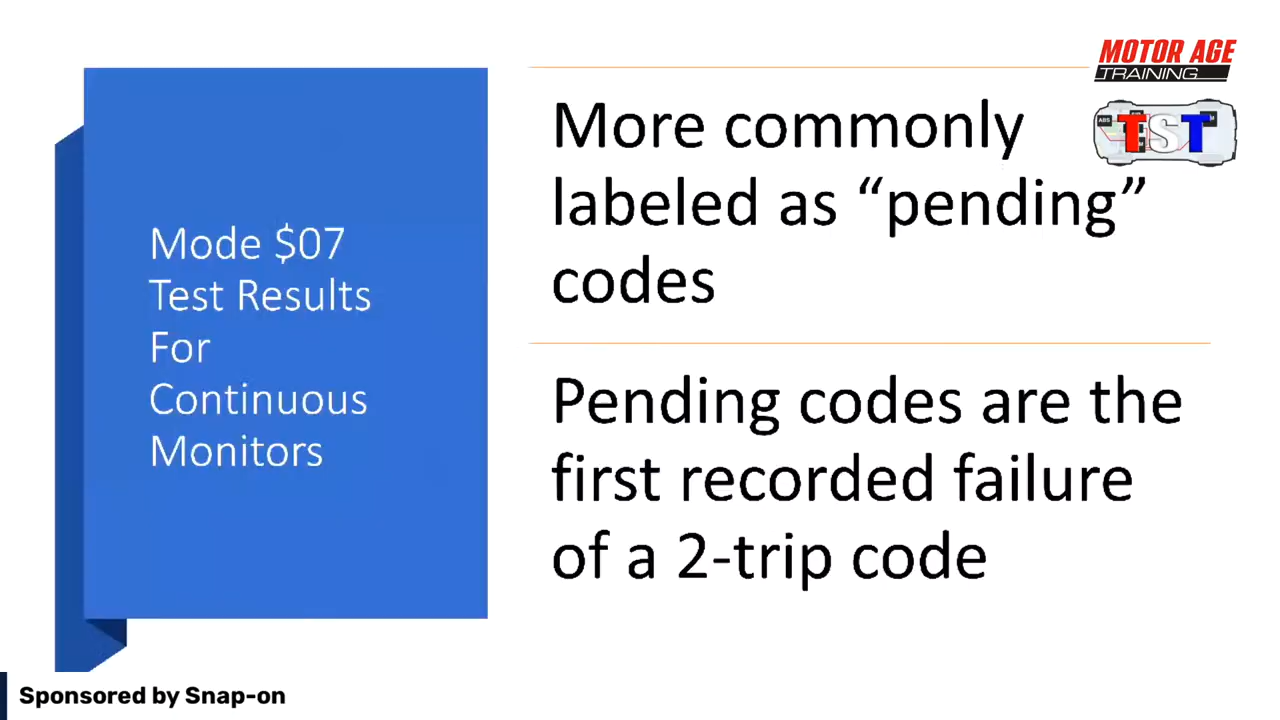 MOTOR AGE
TRAINING
TST
Mode $07
Test Results
For
Continuous
Monitors
More commonly
labeled as “pending”
codes
Pending codes are the
first recorded failure
of a 2-trip code
Sponsored by Snap-on